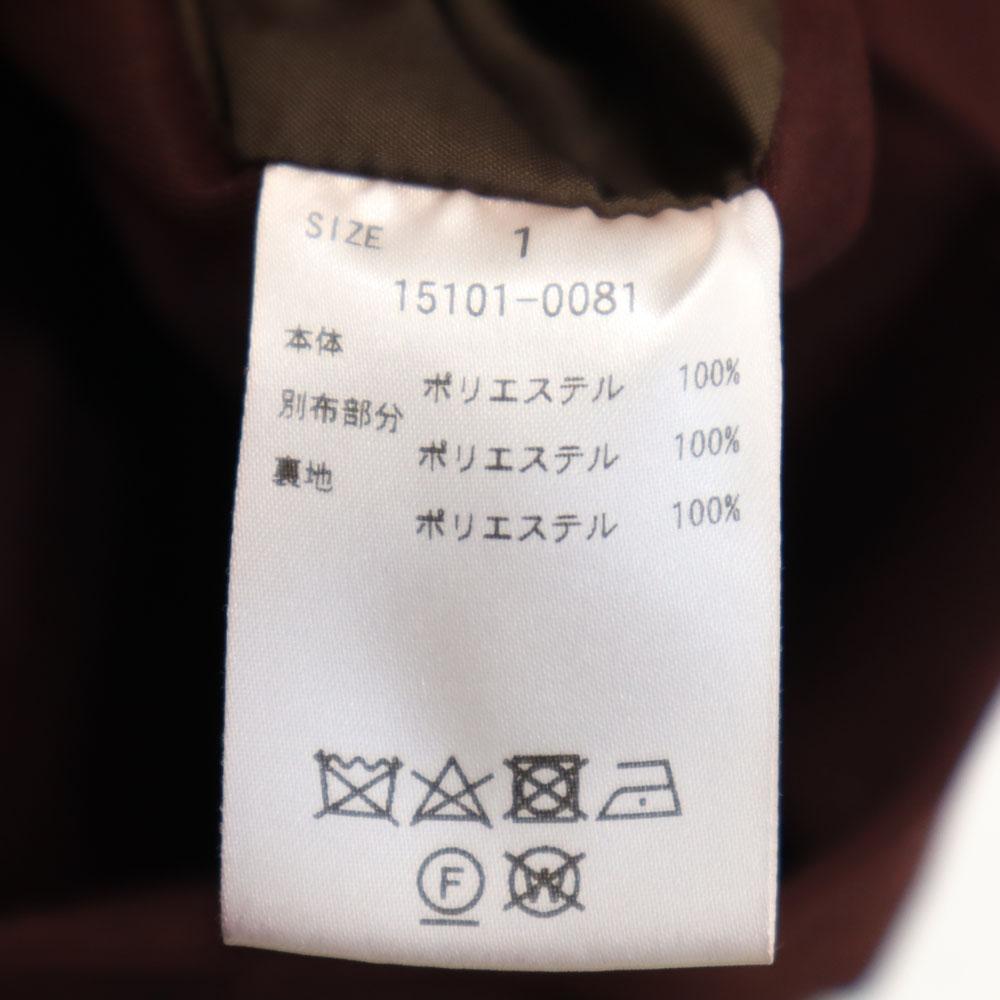 SIZE 1
15101-0081
本体
ポリエステル 100%
別布部分
ポリエステル 100%
裏地
ポリエステル 100%
F
W